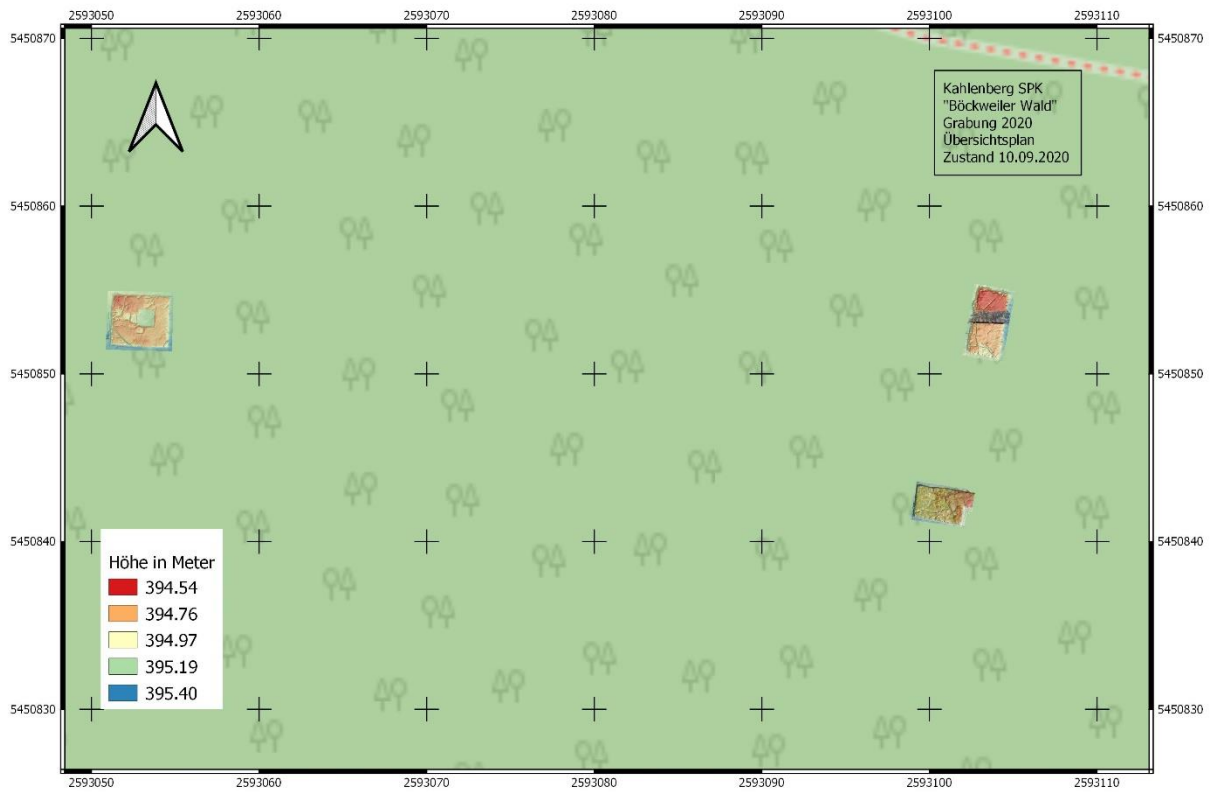 2593050 2593060 2593070 2593080 2593090 2593100 2593110
5450870 5450870
Kahlenberg SPK
"Böckweiler Wald"
Grabung 2020
Übersichtsplan
Zustand 10.09.2020
5450860 5450860
5450850 5450850
5450840 5450840
Höhe in Meter
394.54
394.76
394.97
395.19
395.40
5450830 5450830
2593050 2593060 2593070 2593080 2593090 2593100 2593110